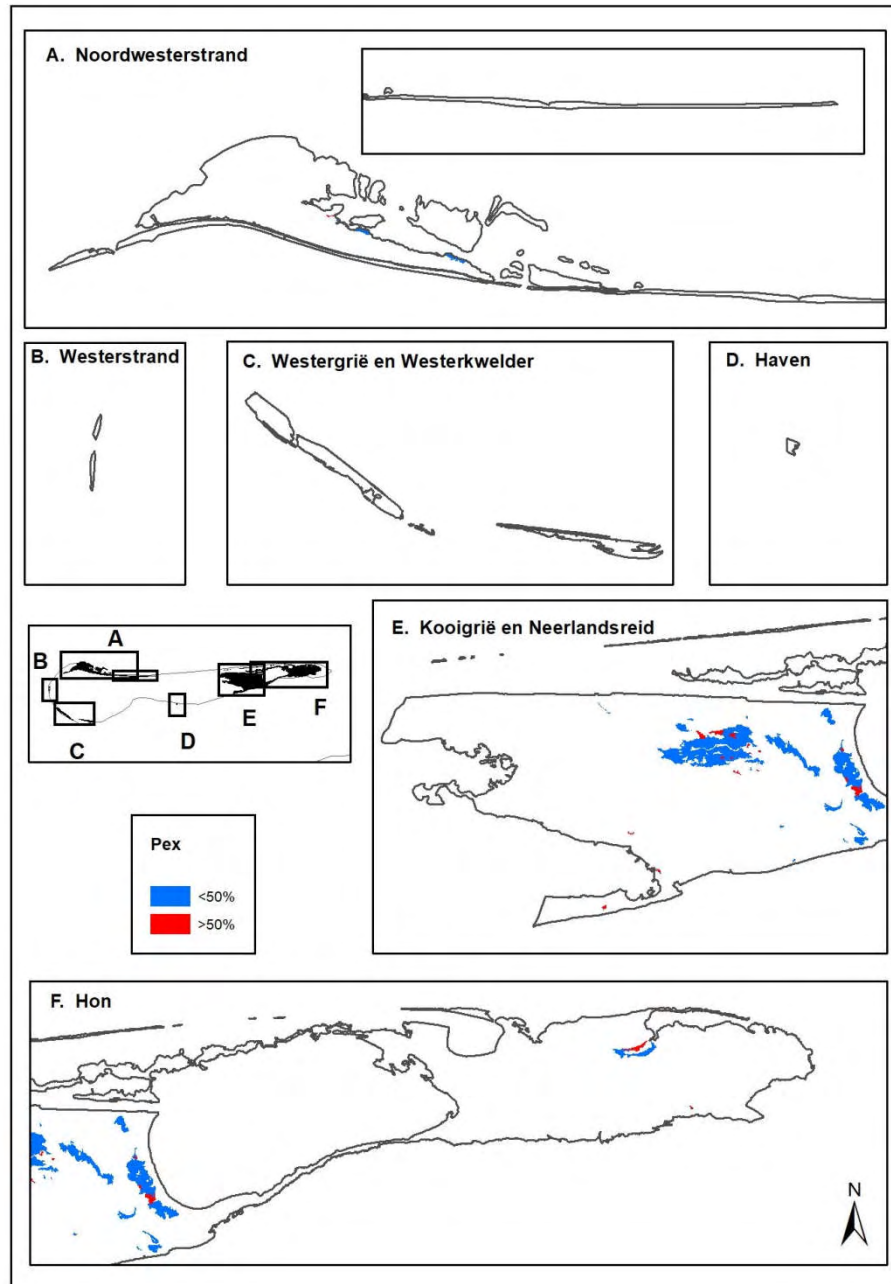 A. Noordwesterstrand
B. Westerstrand
C. Westergrië en Westerkwelder
D. Haven
A
B
C
D
E
F
E. Kooigrië en Neerlandsreid
Pex
<50%
>50%
F. Hon
N